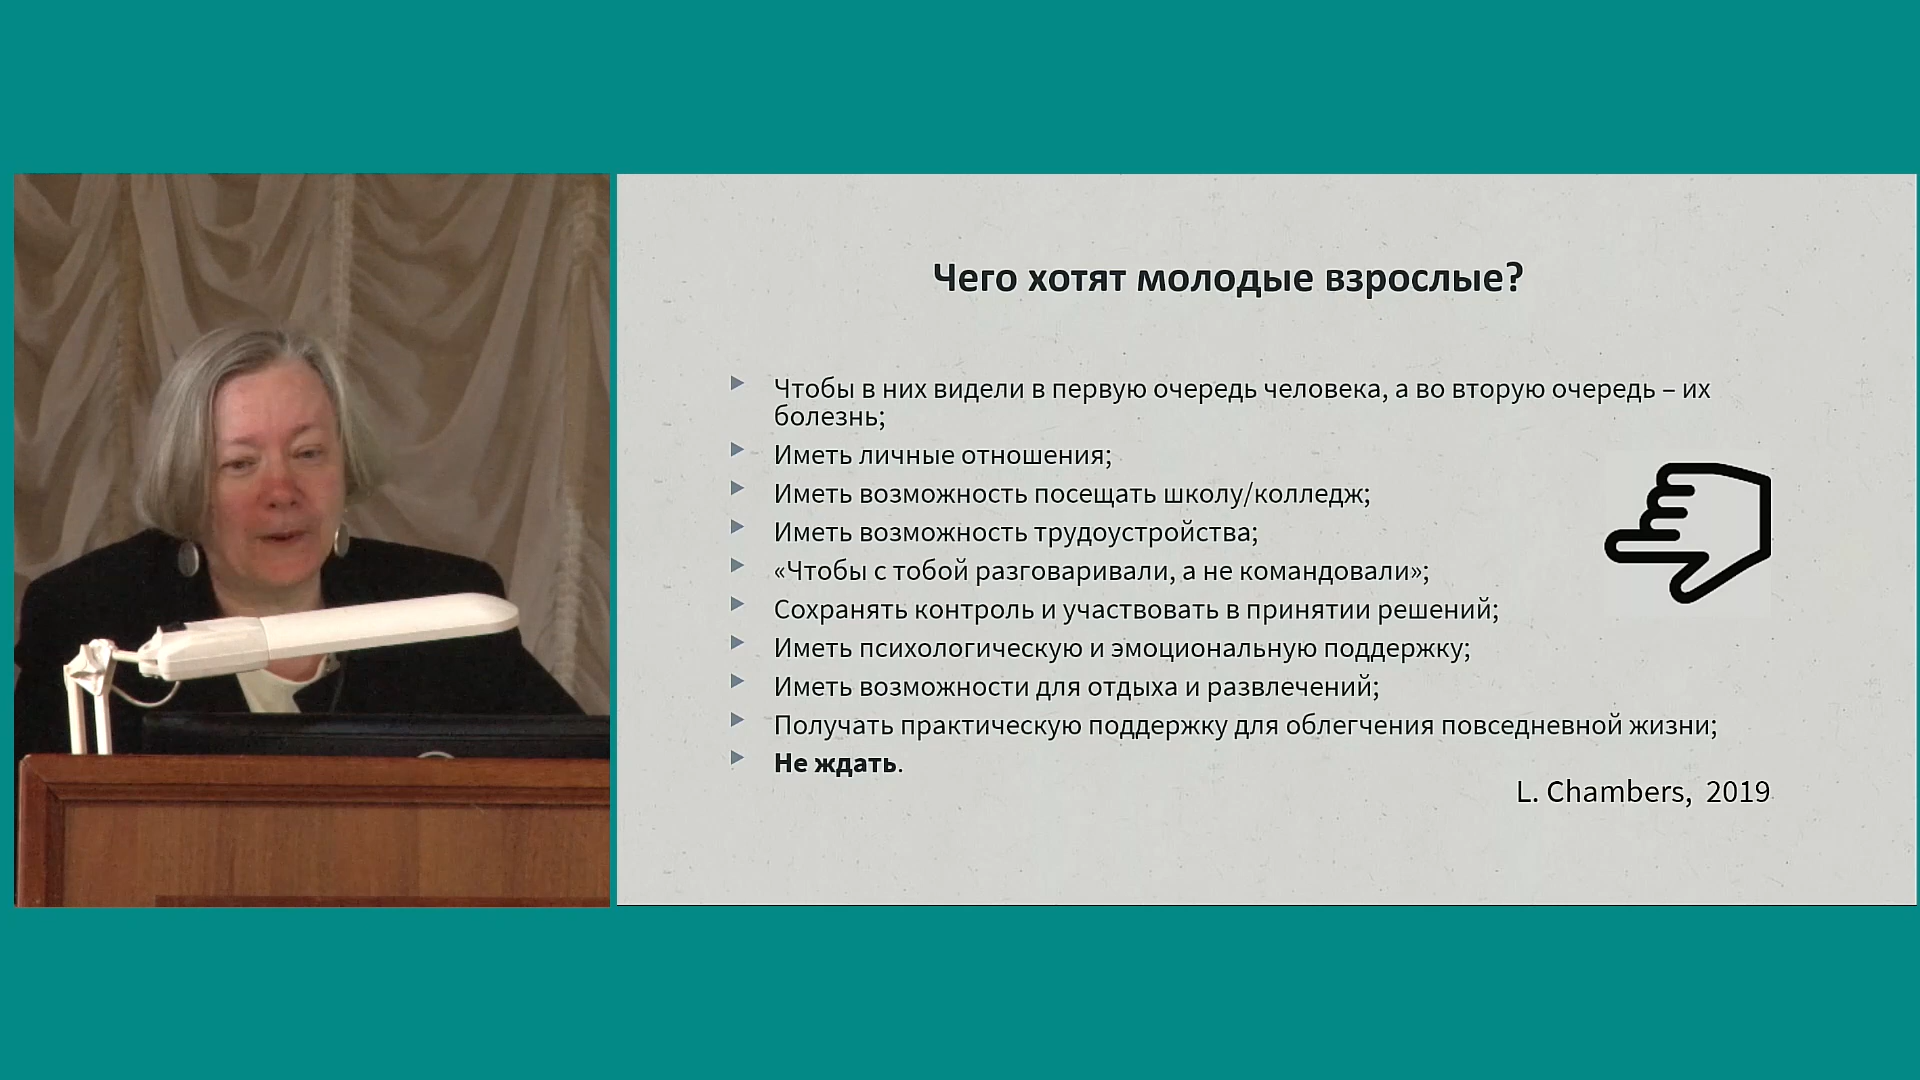 Чего хотят молодые взрослые?
Чтобы в них видели в первую очередь человека, а во вторую очередь – их
болезнь;
Иметь личные отношения;
Иметь возможность посещать школу/колледж;
Иметь возможность трудоустройства;
«Чтобы с тобой разговаривали, а не командовали»;
Сохранять контроль и участвовать в принятии решений;
Иметь психологическую и эмоциональную поддержку;
Иметь возможности для отдыха и развлечений;
Получать практическую поддержку для облегчения повседневной жизни;
Не ждать.
L. Chambers, 2019